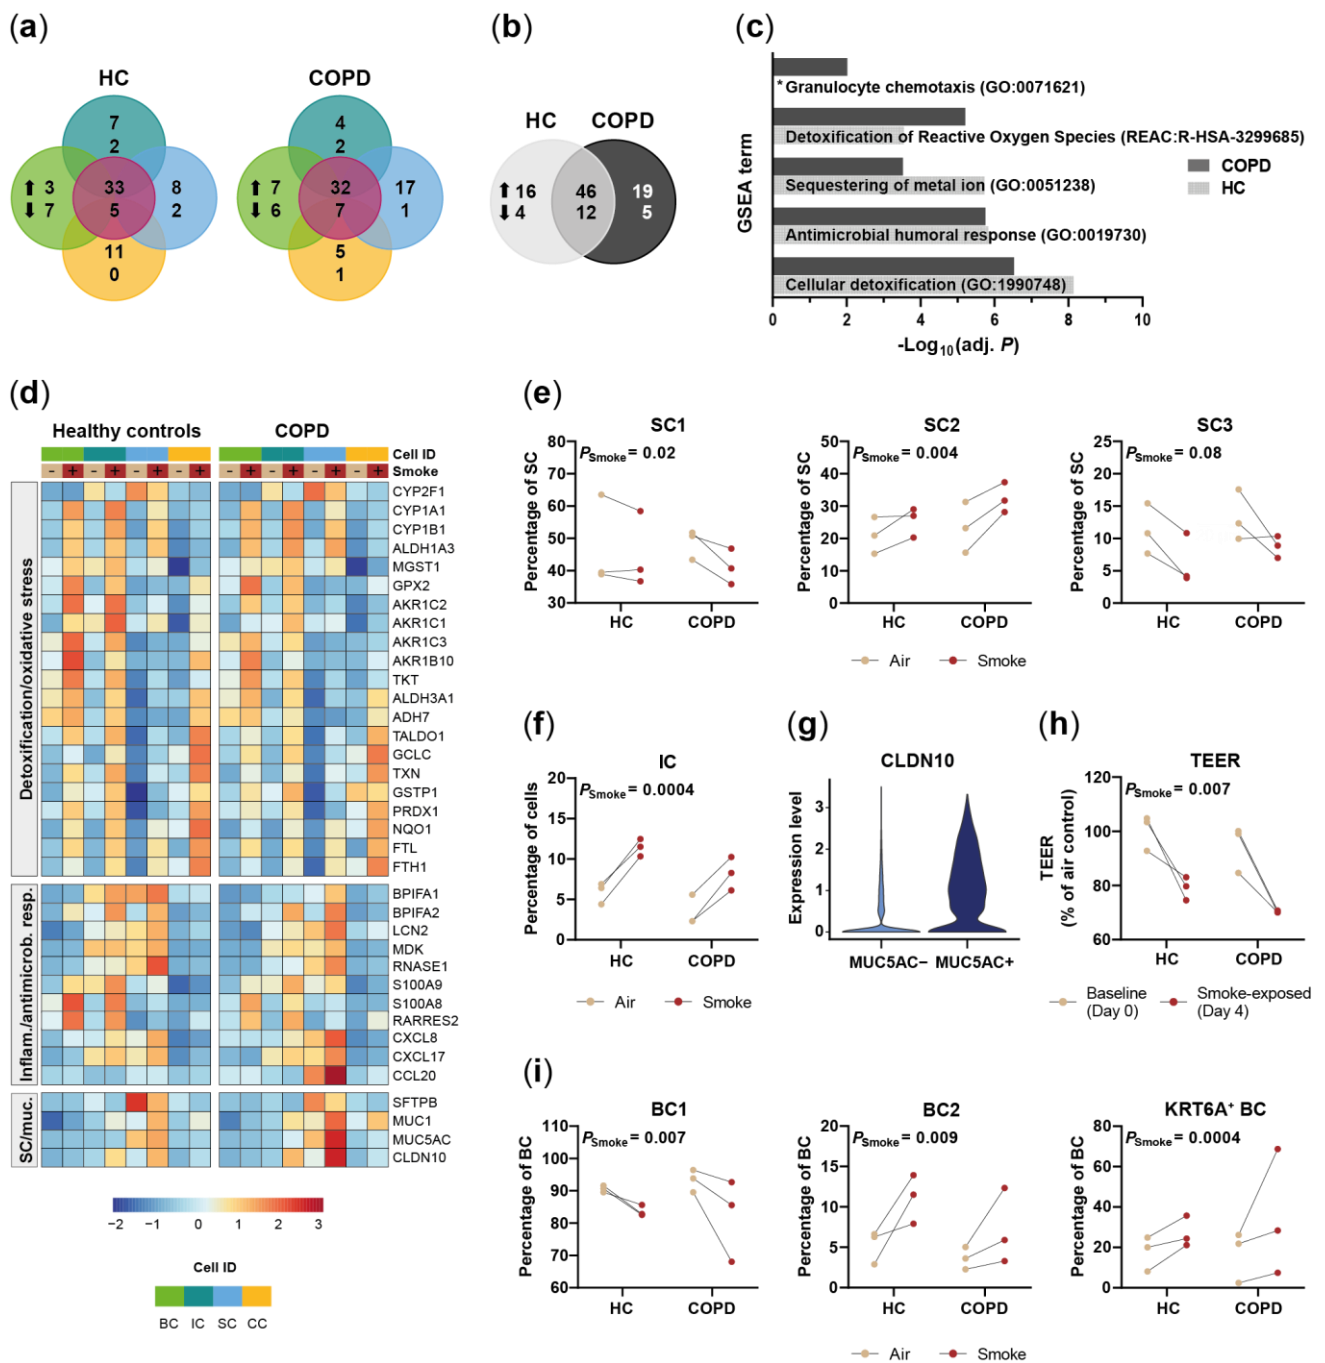 (a)
HC
COPD
7
2
⬆ 3
⬇ 7
33
5
8
2
11
0
4
2
⬆ 7
⬇ 6
32
7
17
1
5
1
(b)
HC
COPD
⬆ 16
⬇ 4
46
12
19
5
(c)
GSEA term
*Granulocyte chemotaxis (GO:0071621)
Detoxification of Reactive Oxygen Species (REAC:R-HSA-3299685)
Sequestering of metal ion (GO:0051238)
Antimicrobial humoral response (GO:0019730)
Cellular detoxification (GO:1990748)
COPD
HC
0 2 4 6 8 10
-Log10(adj. P)
(d)
Healthy controls
COPD
Cell ID
- + - + - + - + - + - + - + - + Smoke
Detoxification/oxidative stress
CYP2F1
CYP1A1
CYP1B1
ALDH1A3
MGST1
GPX2
AKR1C2
AKR1C1
AKR1C3
AKR1B10
TKT
ALDH3A1
ADH7
TALDO1
GCLC
TXN
GSTP1
PRDX1
NQO1
FTL
FTH1
Inflam./antimicrob. resp.
BPIFA1
BPIFA2
LCN2
MDK
RNASE1
S100A9
S100A8
RARRES2
CXCL8
CXCL17
CCL20
SC/muc.
SFTPB
MUC1
MUC5AC
CLDN10
−2 −1 0 1 2 3
Cell ID
BC IC SC CC
(e)
SC1
PSmoke = 0.02
Percentage of SC
80
70
60
50
40
30
HC COPD
SC2
PSmoke = 0.004
Percentage of SC
50
40
30
20
10
0
HC COPD
SC3
PSmoke = 0.08
Percentage of SC
25
20
15
10
5
0
HC COPD
Air Smoke
(f)
IC
PSmoke = 0.0004
Percentage of cells
20
15
10
5
0
HC COPD
Air Smoke
(g)
CLDN10
Expression level
3
2
1
0
MUC5AC− MUC5AC+
(h)
TEER
PSmoke = 0.007
TEER
(% of air control)
120
100
80
60
HC COPD
Baseline
(Day 0)
Smoke-exposed
(Day 4)
(i)
BC1
PSmoke = 0.007
Percentage of BC
110
100
90
80
70
60
HC COPD
BC2
PSmoke = 0.009
Percentage of BC
20
15
10
5
0
HC COPD
KRT6A+ BC
PSmoke = 0.0004
Percentage of BC
80
60
40
20
0
HC COPD
Air Smoke